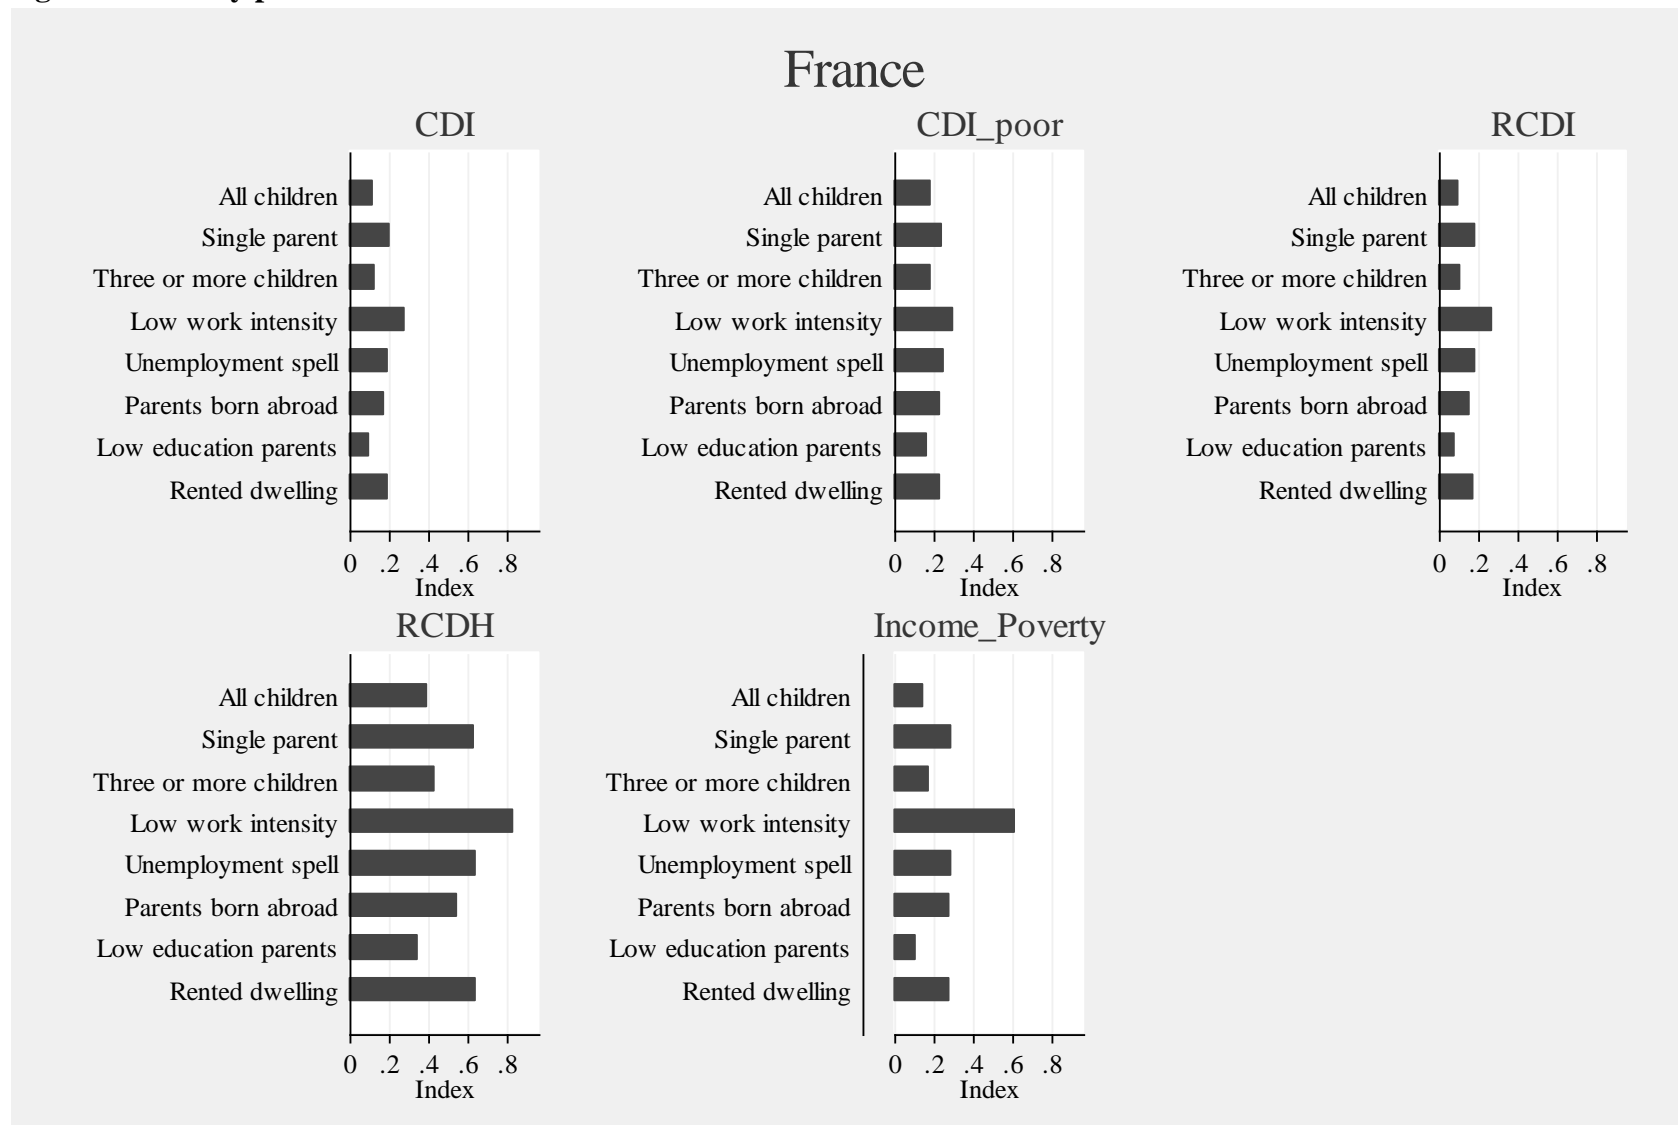 France
CDI
All children
Single parent
Three or more children
Low work intensity
Unemployment spell
Parents born abroad
Low education parents
Rented dwelling
0 .2 .4 .6 .8
Index
CDI_poor
All children
Single parent
Three or more children
Low work intensity
Unemployment spell
Parents born abroad
Low education parents
Rented dwelling
0 .2 .4 .6 .8
Index
RCDI
All children
Single parent
Three or more children
Low work intensity
Unemployment spell
Parents born abroad
Low education parents
Rented dwelling
0 .2 .4 .6 .8
Index
RCDH
All children
Single parent
Three or more children
Low work intensity
Unemployment spell
Parents born abroad
Low education parents
Rented dwelling
0 .2 .4 .6 .8
Index
Income_Poverty
All children
Single parent
Three or more children
Low work intensity
Unemployment spell
Parents born abroad
Low education parents
Rented dwelling
0 .2 .4 .6 .8
Index